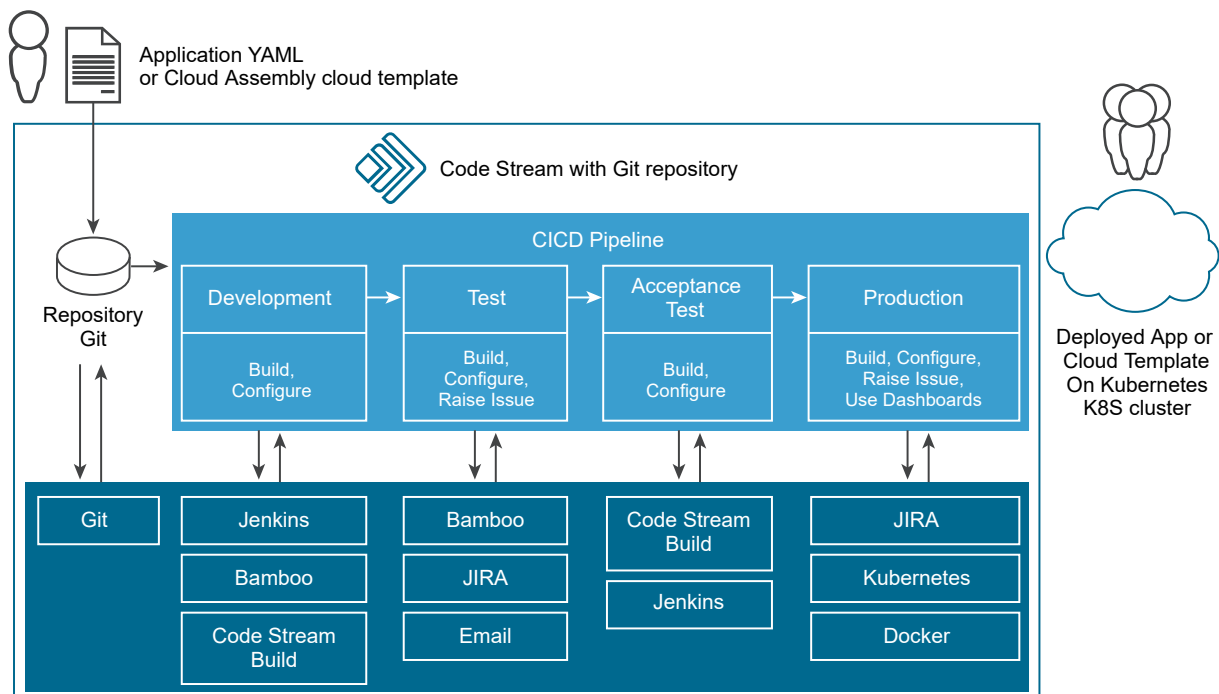 Application YAML
or Cloud Assembly cloud template
Code Stream with Git repository
CICD Pipeline
Repository
Git
Development
Build,
Configure
Test
Build,
Configure,
Raise Issue
Acceptance
Test
Build,
Configure
Production
Build, Configure,
Raise Issue,
Use Dashboards
Deployed App or
Cloud Template
On Kubernetes
K8S cluster
Git
Jenkins
Bamboo
Code Stream
Build
Bamboo
JIRA
Email
Code Stream
Build
Jenkins
JIRA
Kubernetes
Docker